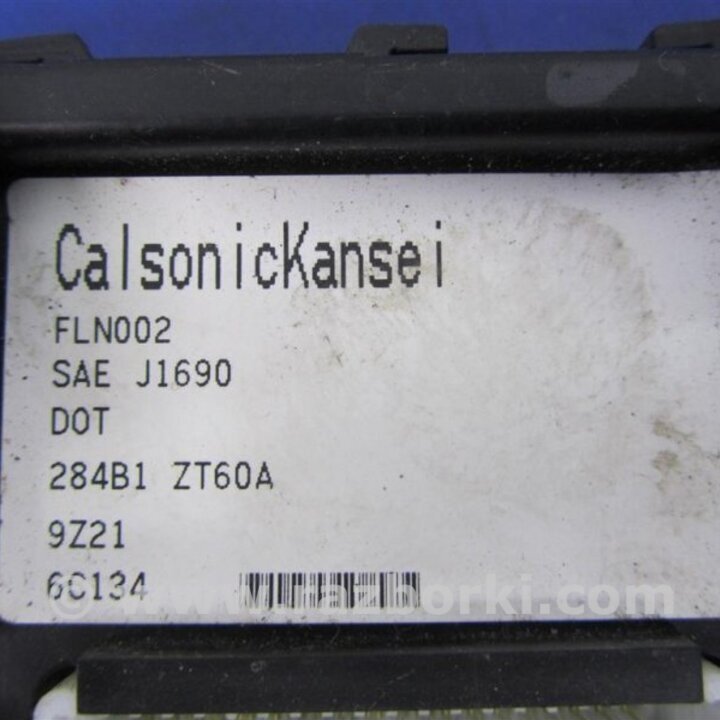 CalsonicKansei
FLN002
SAE J1690
DOT
284B1 ZT60A
9Z21
6C134
© www.razborki.com